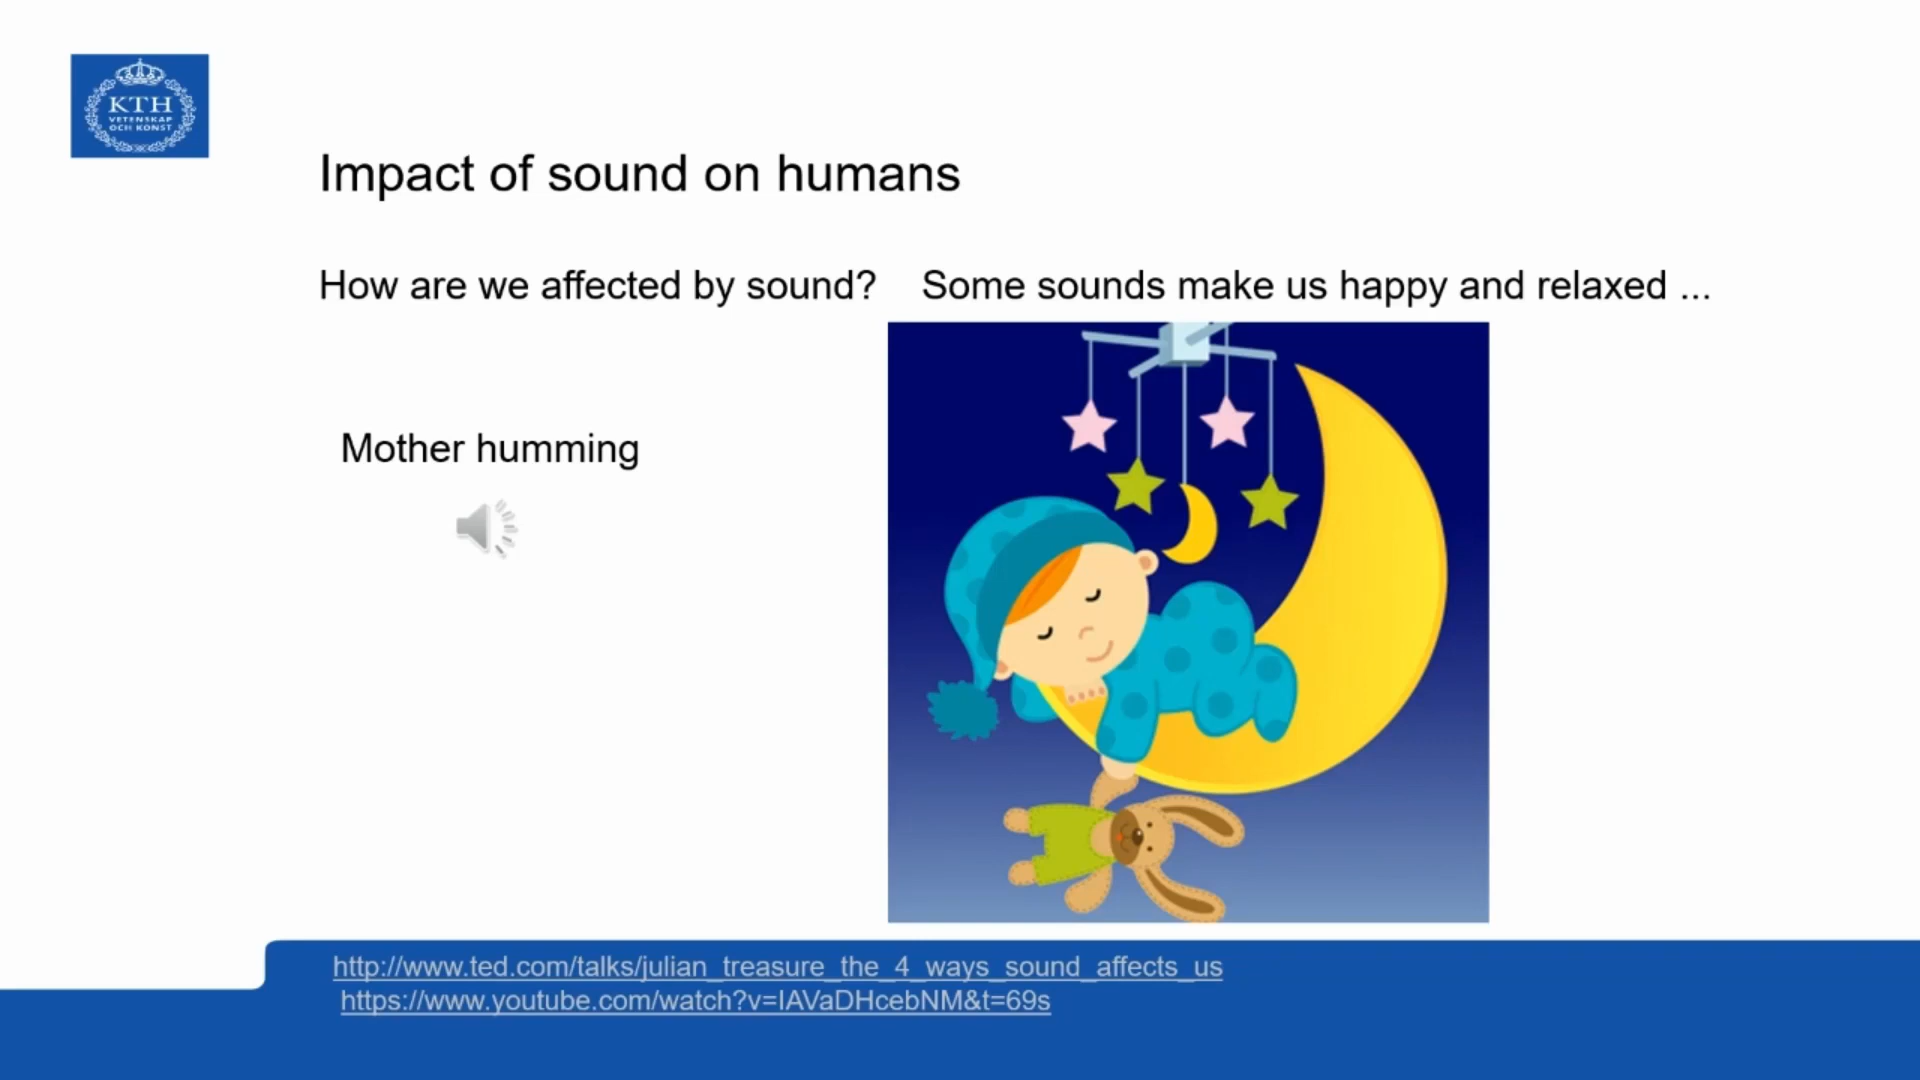 KTH
VETENSKAP
OCH KONST
Impact of sound on humans
How are we affected by sound? Some sounds make us happy and relaxed ...
Mother humming
http://www.ted.com/talks/julian_treasure_the_4_ways_sound_affects_us
https://www.youtube.com/watch?v=IAVaDHcebNM&t=69s